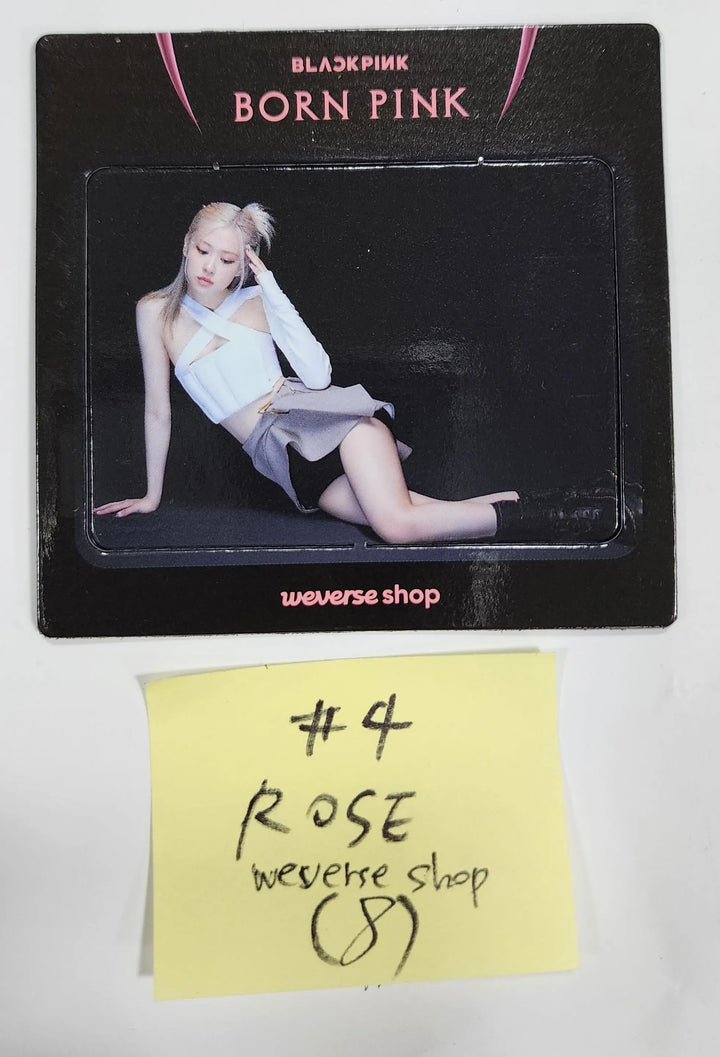 BLACKPINK
BORN PINK
weverse shop
#4
ROSE
weverse shop
(8)